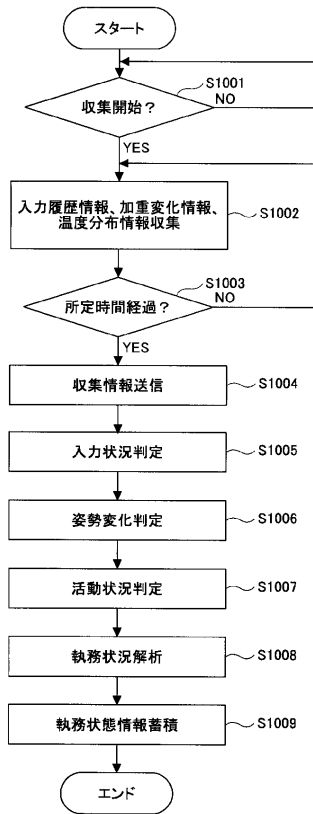 スタート
S1001
収集開始？
NO
YES
入力履歴情報、加重変化情報、
温度分布情報収集
S1002
S1003
所定時間経過？
NO
YES
収集情報送信
S1004
入力状況判定
S1005
姿勢変化判定
S1006
活動状況判定
S1007
執務状況解析
S1008
執務状態情報蓄積
S1009
エンド